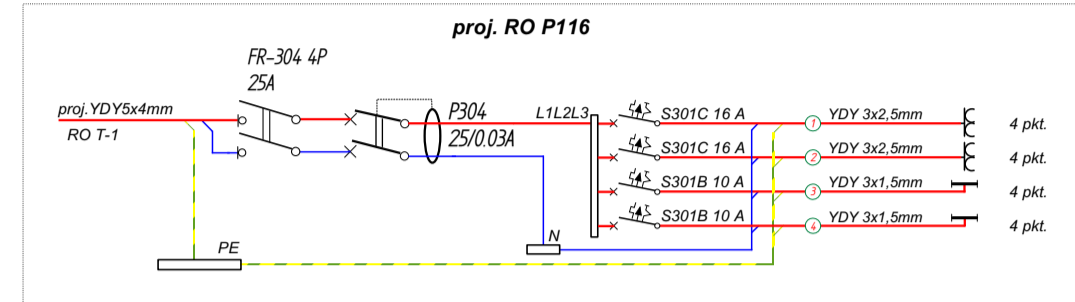 proj. RO P116
FR-304 4P
25A
proj.YDY5x4mm
RO T-1
P304
25/0.03A
L1L2L3
S301C 16 A
1
YDY 3x2,5mm
4 pkt.
S301C 16 A
2
YDY 3x2,5mm
4 pkt.
S301B 10 A
3
YDY 3x1,5mm
4 pkt.
S301B 10 A
4
YDY 3x1,5mm
4 pkt.
N
PE